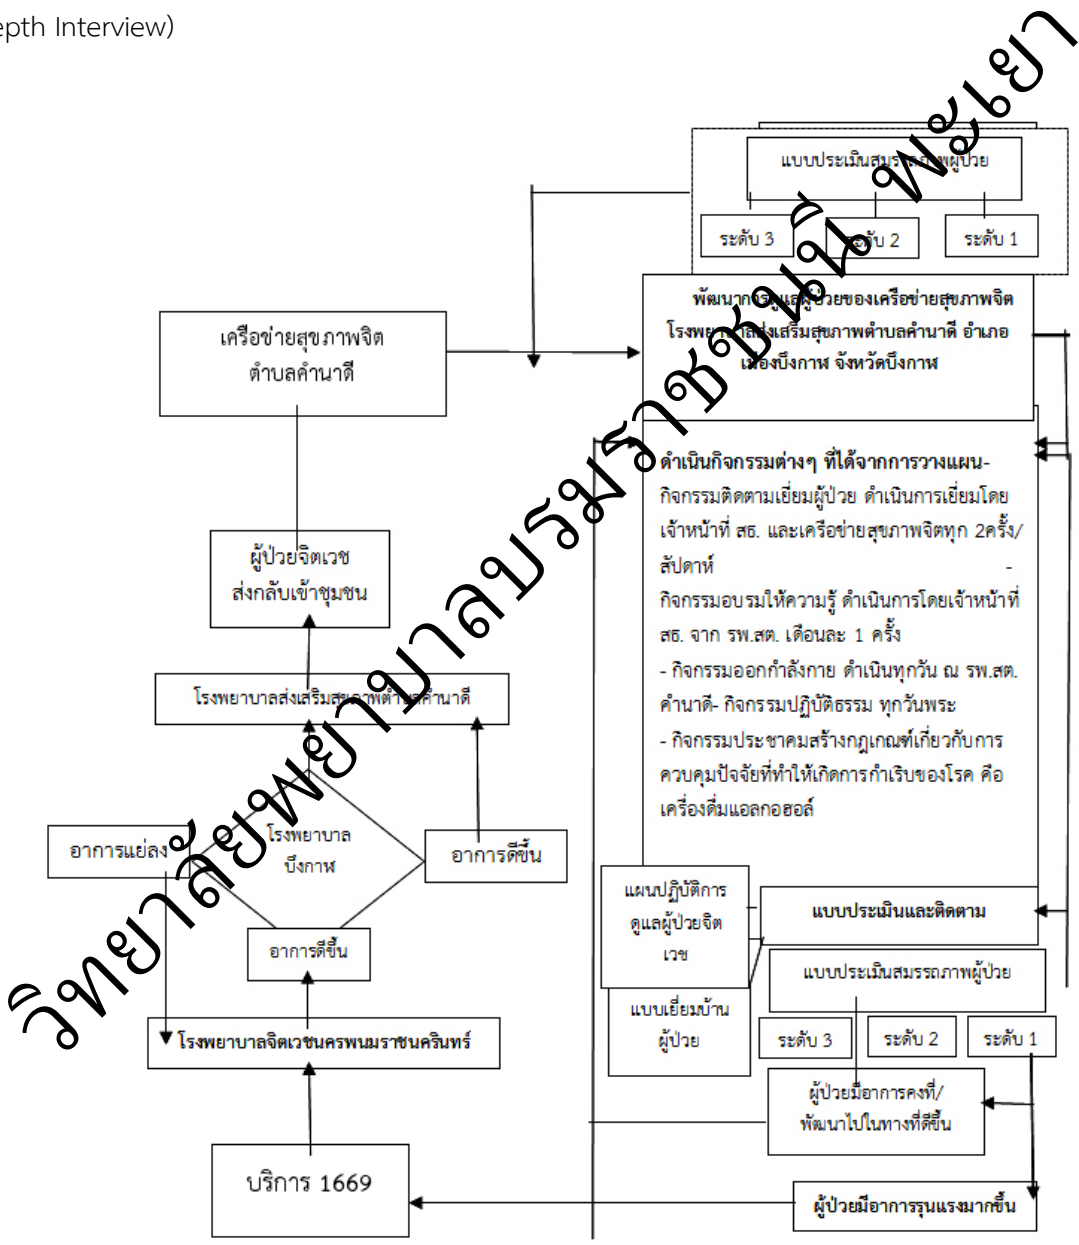 epth Interview)
แบบประเมินสมรรถภาพผู้ป่วย
ระดับ 3
ระดับ 2
ระดับ 1
พัฒนาการดูแลผู้ป่วยของเครือข่ายสุขภาพจิต
โรงพยาบาลส่งเสริมสุขภาพตำบลคำนาดี อำเภอ
เมืองบึงกาฬ จังหวัดบึงกาฬ
เครือข่ายสุขภาพจิต
ตำบลคำนาดี
ดำเนินกิจกรรมต่างๆ ที่ได้จากการวางแผน-
กิจกรรมติดตามเยี่ยมผู้ป่วย ดำเนินการเยี่ยมโดย
เจ้าหน้าที่ สธ. และเครือข่ายสุขภาพจิตทุก 2ครั้ง/
สัปดาห์ -
กิจกรรมอบรมให้ความรู้ ดำเนินการโดยเจ้าหน้าที่
สธ. จาก รพ.สต. เดือนละ 1 ครั้ง
- กิจกรรมออกกำลังกาย ดำเนินทุกวัน ณ รพ.สต.
คำนาดี- กิจกรรมปฏิบัติธรรม ทุกวันพระ
- กิจกรรมประชาคมสร้างกฎเกณฑ์เกี่ยวกับการ
ควบคุมปัจจัยที่ทำให้เกิดการกำเริบของโรค คือ
เครื่องดื่มแอลกอฮอล์
ผู้ป่วยจิตเวช
ส่งกลับเข้าชุมชน
โรงพยาบาลส่งเสริมสุขภาพตำบลคำนาดี
โรงพยาบาล
บึงกาฬ
อาการแย่ลง
อาการดีขึ้น
อาการดีขึ้น
โรงพยาบาลจิตเวชนครพนมราชนครินทร์
บริการ 1669
แผนปฏิบัติการ
ดูแลผู้ป่วยจิต
เวช
แบบประเมินและติดตาม
แบบเยี่ยมบ้าน
ผู้ป่วย
แบบประเมินสมรรถภาพผู้ป่วย
ระดับ 3
ระดับ 2
ระดับ 1
ผู้ป่วยมีอาการคงที่/
พัฒนาไปในทางที่ดีขึ้น
ผู้ป่วยมีอาการรุนแรงมากขึ้น
วิทยาลัยพยาบาลบรมราชชนนี พะเยา